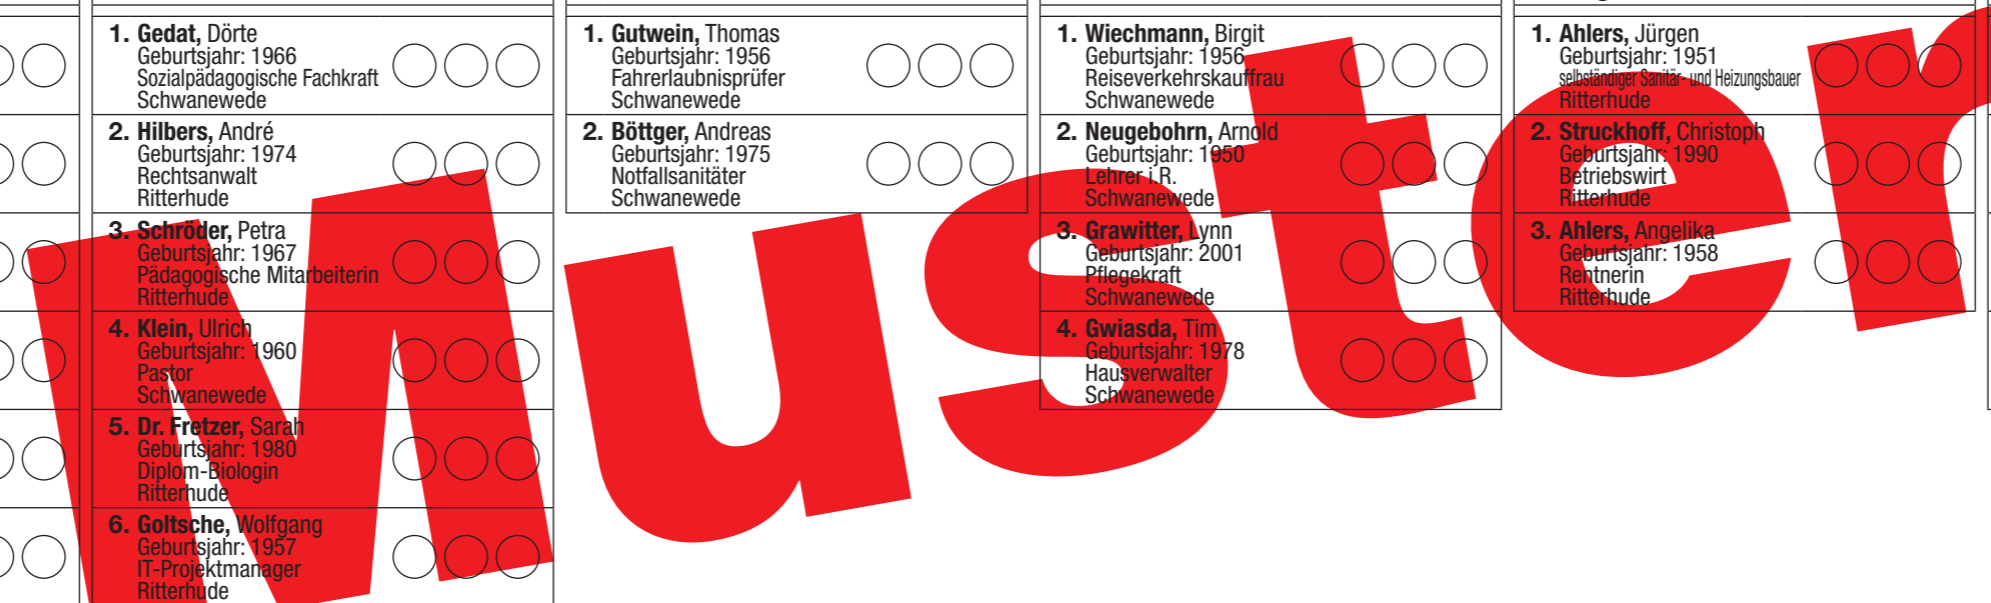 1. Gedat, Dörte
Geburtsjahr: 1966
Sozialpädagogische Fachkraft
Schwanewede
2. Hilbers, André
Geburtsjahr: 1974
Rechtsanwalt
Ritterhude
3. Schröder, Petra
Geburtsjahr: 1967
Pädagogische Mitarbeiterin
Ritterhude
4. Klein, Ulrich
Geburtsjahr: 1960
Pastor
Schwanewede
5. Dr. Fretzer, Sarah
Geburtsjahr: 1980
Diplom-Biologin
Ritterhude
6. Goltsche, Wolfgang
Geburtsjahr: 1957
IT-Projektmanager
Ritterhude
1. Gutwein, Thomas
Geburtsjahr: 1956
Fahrerlaubnisprüfer
Schwanewede
2. Böttger, Andreas
Geburtsjahr: 1975
Notfallsanitäter
Schwanewede
1. Wiechmann, Birgit
Geburtsjahr: 1956
Reiseverkehrskauffrau
Schwanewede
2. Neugebohrn, Arnold
Geburtsjahr: 1950
Lehrer i.R.
Schwanewede
3. Grawitter, Lynn
Geburtsjahr: 2001
Pflegekraft
Schwanewede
4. Gwiasda, Tim
Geburtsjahr: 1978
Hausverwalter
Schwanewede
1. Ahlers, Jürgen
Geburtsjahr: 1951
selbständiger Sanitär- und Heizungsbauer
Ritterhude
2. Struckhoff, Christoph
Geburtsjahr: 1990
Betriebswirt
Ritterhude
3. Ahlers, Angelika
Geburtsjahr: 1958
Rentnerin
Ritterhude
Muster